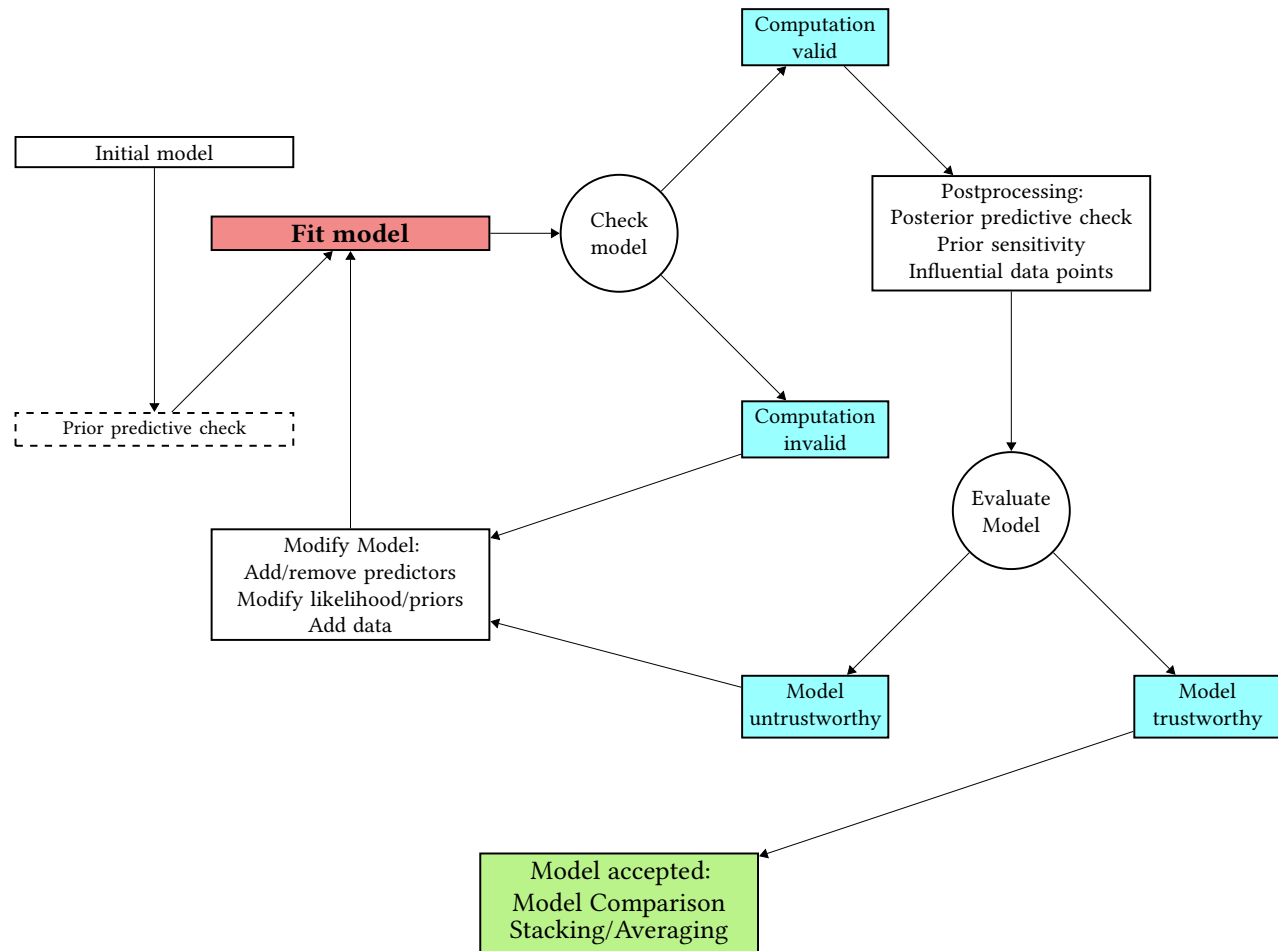 Computation
valid
Initial model
Postprocessing:
Posterior predictive check
Prior sensitivity
Influential data points
Fit model
Check
model
Prior predictive check
Computation
invalid
Evaluate
Model
Modify Model:
Add/remove predictors
Modify likelihood/priors
Add data
Model
untrustworthy
Model
trustworthy
Model accepted:
Model Comparison
Stacking/Averaging